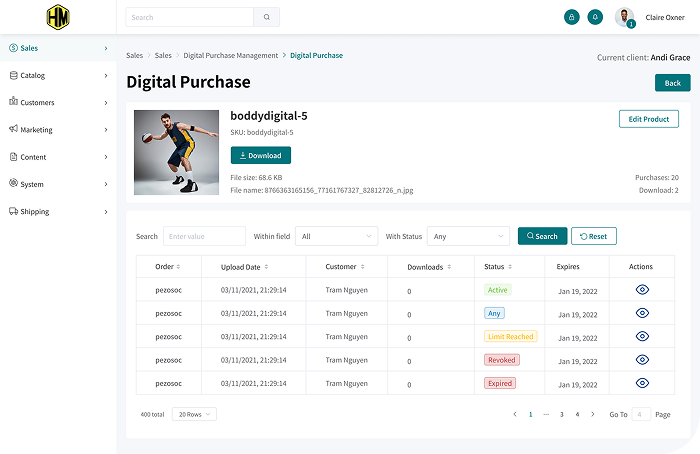 HM
Search
1
Claire Oxner
Sales
Catalog
Customers
Marketing
Content
System
Shipping
Sales > Sales > Digital Purchase Management > Digital Purchase
Current client: Andi Grace
Digital Purchase
Back
boddydigital-5
Edit Product
SKU: boddydigital-5
Download
File size: 68.6 KB
Purchases: 20
File name: 8766363165156_77161767327_82812726_n.jpg
Download: 2
Search Enter value Within field All With Status Any Search Reset
Order Upload Date Customer Downloads Status Expires Actions
pezosoc 03/11/2021, 21:29:14 Tram Nguyen 0 Active Jan 19, 2022
pezosoc 03/11/2021, 21:29:14 Tram Nguyen 0 Any Jan 19, 2022
pezosoc 03/11/2021, 21:29:14 Tram Nguyen 0 Limit Reached Jan 19, 2022
pezosoc 03/11/2021, 21:29:14 Tram Nguyen 0 Revoked Jan 19, 2022
pezosoc 03/11/2021, 21:29:14 Tram Nguyen 0 Expired Jan 19, 2022
400 total 20 Rows < 1 ··· 3 4 > Go To 4 Page